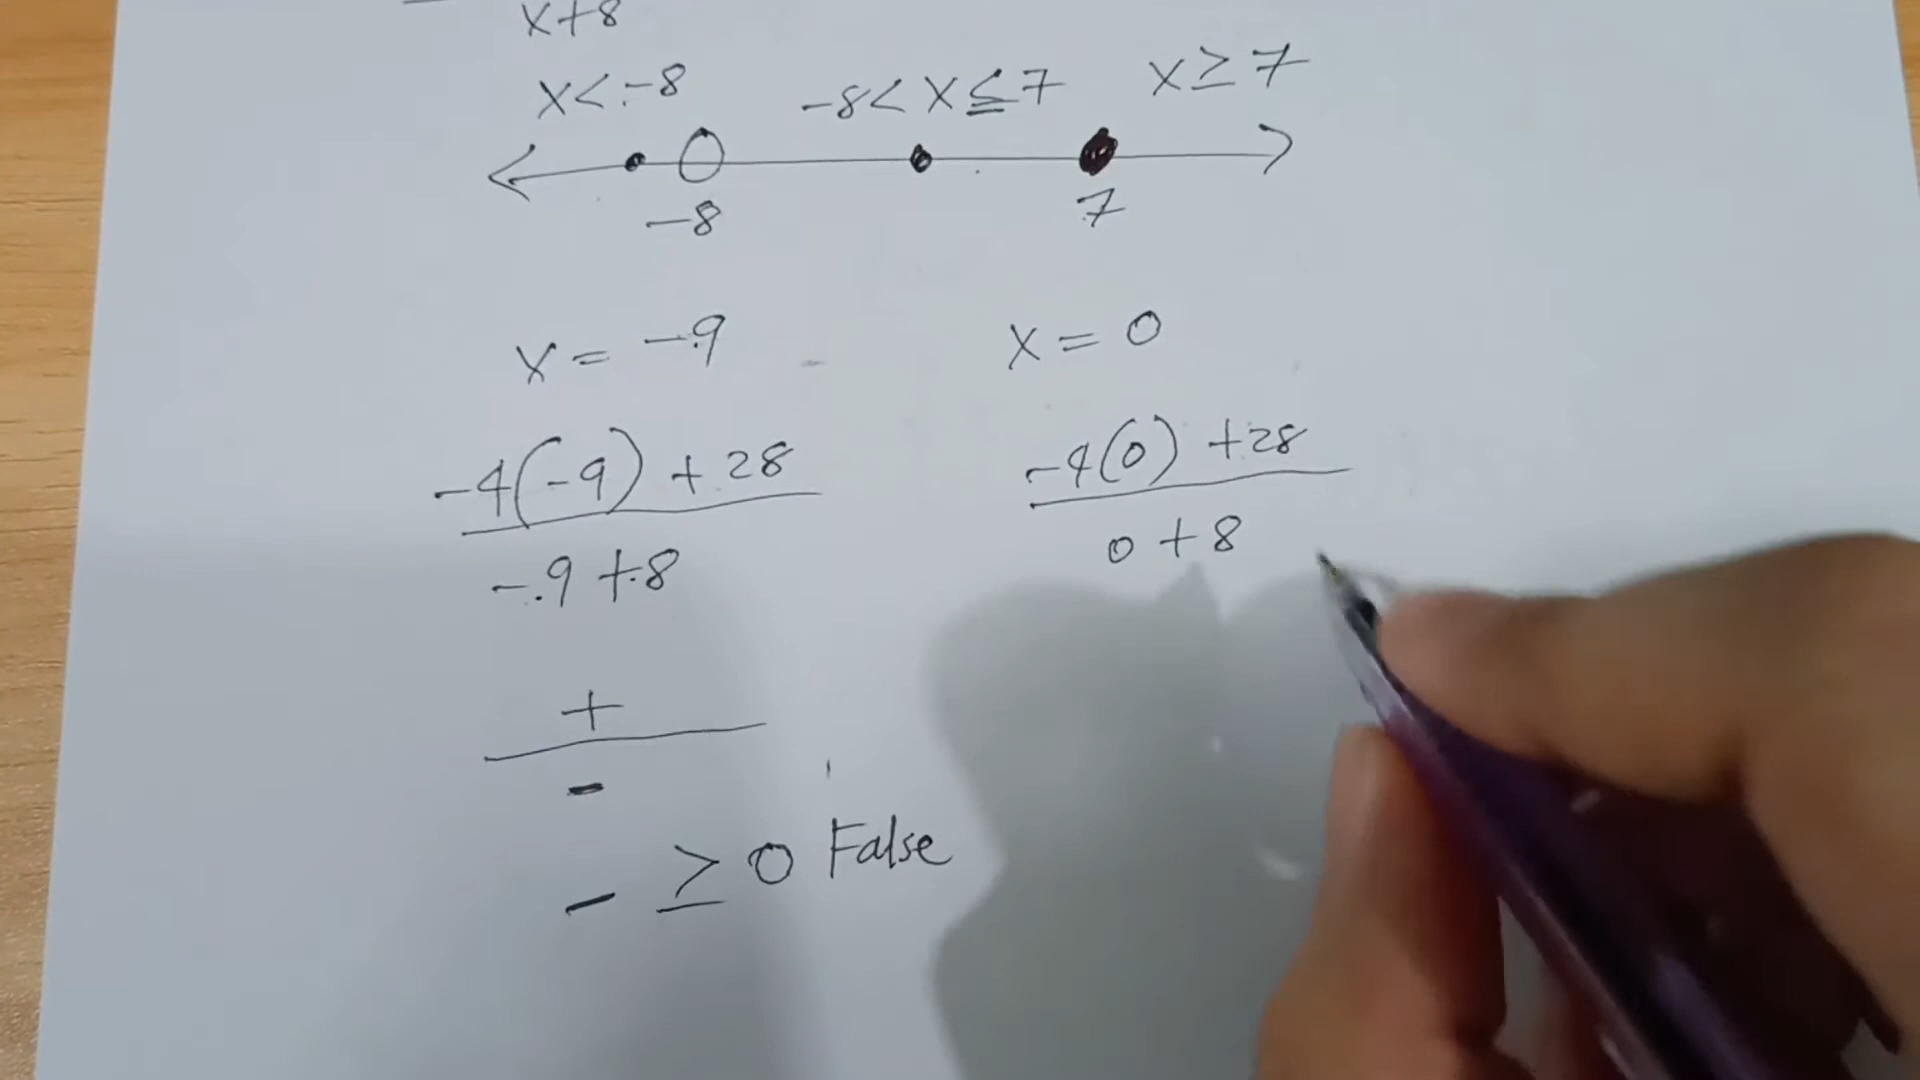 x+8
x<-8 -8<x≤7 x≥7
-8 7
x = -9 x = 0
-4(-9) + 28 -4(0) +28
-9 +8 0 +8
+
-
- ≥ 0 False